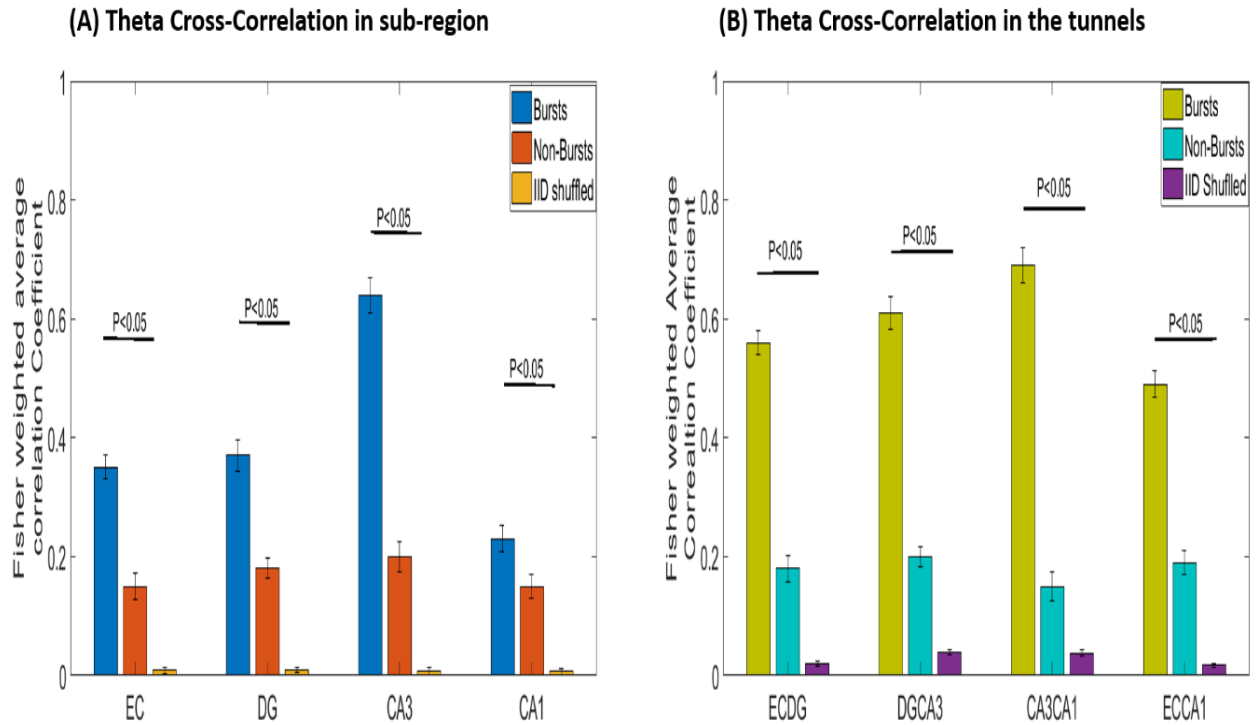 (A) Theta Cross-Correlation in sub-region
Fisher weighted average
correlation Coefficient
1
0.8
0.6
0.4
0.2
0
Bursts
Non-Bursts
IID shuffled
P<0.05
P<0.05
P<0.05
P<0.05
EC
DG
CA3
CA1
(B) Theta Cross-Correlation in the tunnels
Fisher weighted Average
Correaltion Coefficient
1
0.8
0.6
0.4
0.2
0
Bursts
Non-Bursts
IID Shuflled
P<0.05
P<0.05
P<0.05
P<0.05
ECDG
DGCA3
CA3CA1
ECCA1